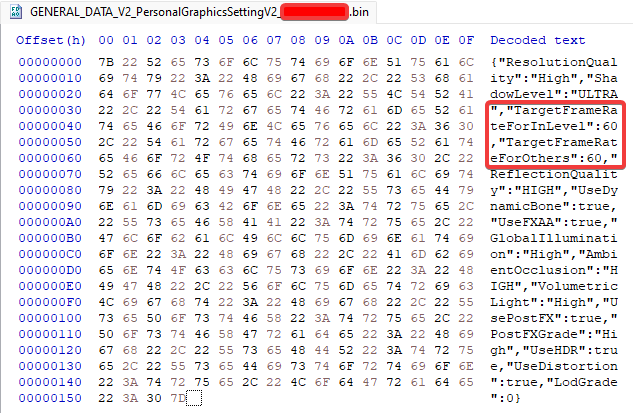 GENERAL_DATA_V2_PersonalGraphicsSettingV2_ .bin
Offset(h) 00 01 02 03 04 05 06 07 08 09 0A 0B 0C 0D 0E 0F Decoded text
00000000 7B 22 52 65 73 6F 6C 75 74 69 6F 6E 51 75 61 6C {"ResolutionQual
00000010 69 74 79 22 3A 22 48 69 67 68 22 2C 22 53 68 61 ity":"High","Sha
00000020 64 6F 77 4C 65 76 65 6C 22 3A 22 55 4C 54 52 41 dowLevel":"ULTRA
00000030 22 2C 22 54 61 72 67 65 74 46 72 61 6D 65 52 61 ","TargetFrameRa
00000040 74 65 46 6F 72 49 6E 4C 65 76 65 6C 22 3A 36 30 teForInLevel":60
00000050 2C 22 54 61 72 67 65 74 46 72 61 6D 65 52 61 74 ,"TargetFrameRat
00000060 65 46 6F 72 4F 74 68 65 72 73 22 3A 36 30 2C 22 eForOthers":60,"
00000070 52 65 66 6C 65 63 74 69 6F 6E 51 75 61 6C 69 74 ReflectionQualit
00000080 79 22 3A 22 48 49 47 48 22 2C 22 55 73 65 44 79 y":"HIGH","UseDy
00000090 6E 61 6D 69 63 42 6F 6E 65 22 3A 74 72 75 65 2C namicBone":true,
000000A0 22 55 73 65 46 58 41 41 22 3A 74 72 75 65 2C 22 "UseFXAA":true,"
000000B0 47 6C 6F 62 61 6C 49 6C 6C 75 6D 69 6E 61 74 69 GlobalIlluminati
000000C0 6F 6E 22 3A 22 48 69 67 68 22 2C 22 41 6D 62 69 on":"High","Ambi
000000D0 65 6E 74 4F 63 63 6C 75 73 69 6F 6E 22 3A 22 48 entOcclusion":"H
000000E0 49 47 48 22 2C 22 56 6F 6C 75 6D 65 74 72 69 63 IGH","Volumetric
000000F0 4C 69 67 68 74 22 3A 22 48 69 67 68 22 2C 22 55 Light":"High","U
00000100 73 65 50 6F 73 74 46 58 22 3A 74 72 75 65 2C 22 sePostFX":true,"
00000110 50 6F 73 74 46 58 47 72 61 64 65 22 3A 22 48 69 PostFXGrade":"Hi
00000120 67 68 22 2C 22 55 73 65 48 44 52 22 3A 74 72 75 gh","UseHDR":tru
00000130 65 2C 22 55 73 65 44 69 73 74 6F 72 74 69 6F 6E e,"UseDistortion
00000140 22 3A 74 72 75 65 2C 22 4C 6F 64 47 72 61 64 65 ":true,"LodGrade
00000150 22 3A 30 7D ":0}